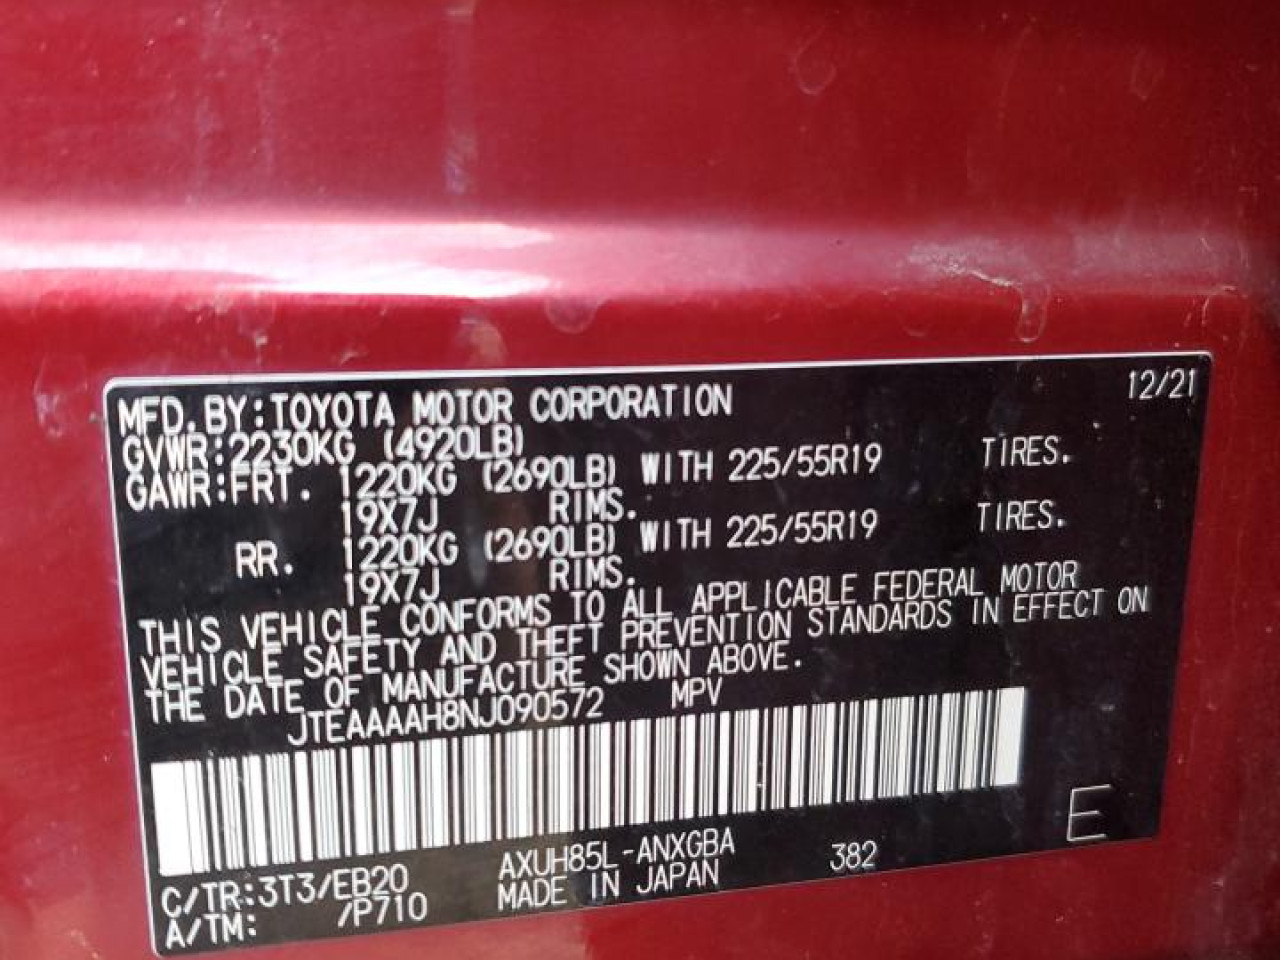 12/21
MFD.BY:TOYOTA MOTOR CORPORATION
GVWR:2230KG (4920LB)
GAWR:FRT. 1220KG (2690LB) WITH 225/55R19 TIRES.
19X7J RIMS.
RR. 1220KG (2690LB) WITH 225/55R19 TIRES.
19X7J RIMS.
THIS VEHICLE CONFORMS TO ALL APPLICABLE FEDERAL MOTOR
VEHICLE SAFETY AND THEFT PREVENTION STANDARDS IN EFFECT ON
THE DATE OF MANUFACTURE SHOWN ABOVE.
JTEAAAAH8NJ090572 MPV
E
C/TR:3T3/EB20 AXUH85L-ANXGBA 382
A/TM: /P710 MADE IN JAPAN